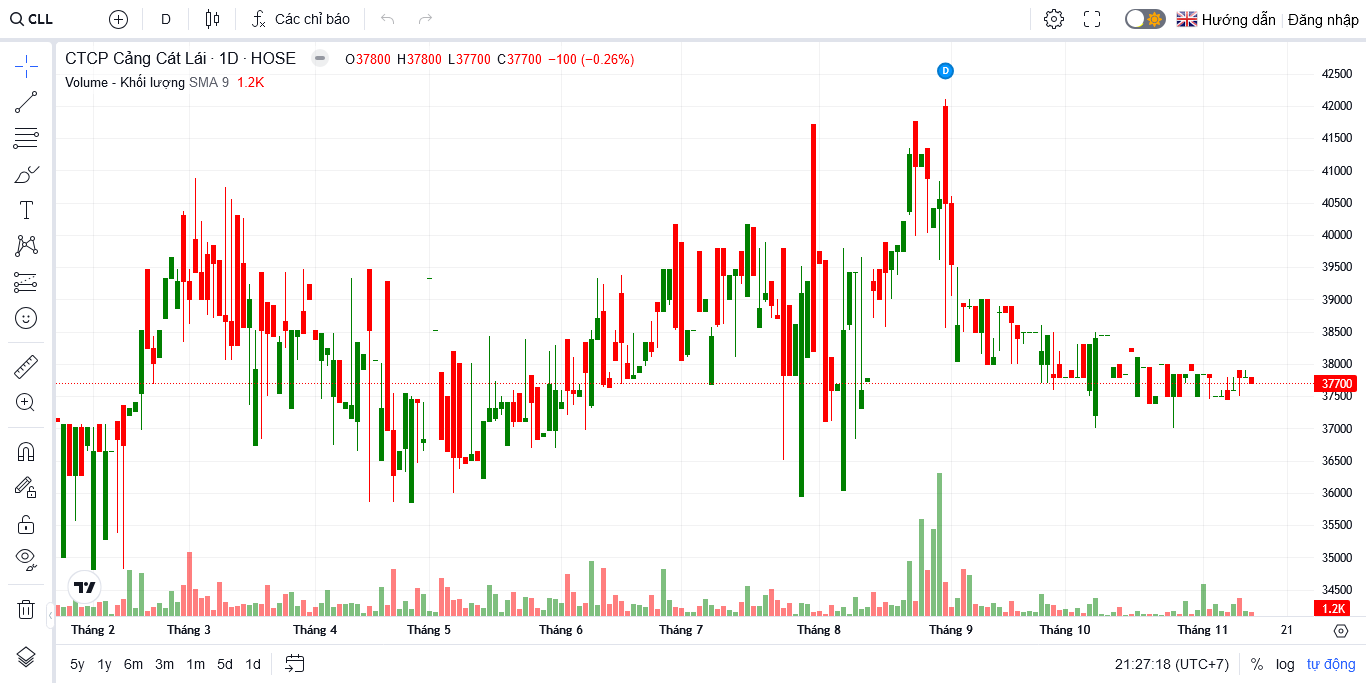 CLL D Các chỉ báo Hướng dẫn Đăng nhập
CTCP Cảng Cát Lái · 1D · HOSE O37800 H37800 L37700 C37700 −100 (−0.26%)
Volume - Khối lượng SMA 9 1.2K
D
42500
42000
41500
41000
40500
40000
39500
39000
38500
38000
37700
37500
37000
36500
36000
35500
35000
34500
1.2K
Tháng 2 Tháng 3 Tháng 4 Tháng 5 Tháng 6 Tháng 7 Tháng 8 Tháng 9 Tháng 10 Tháng 11 21
5y 1y 6m 3m 1m 5d 1d 21:27:18 (UTC+7) % log tự động